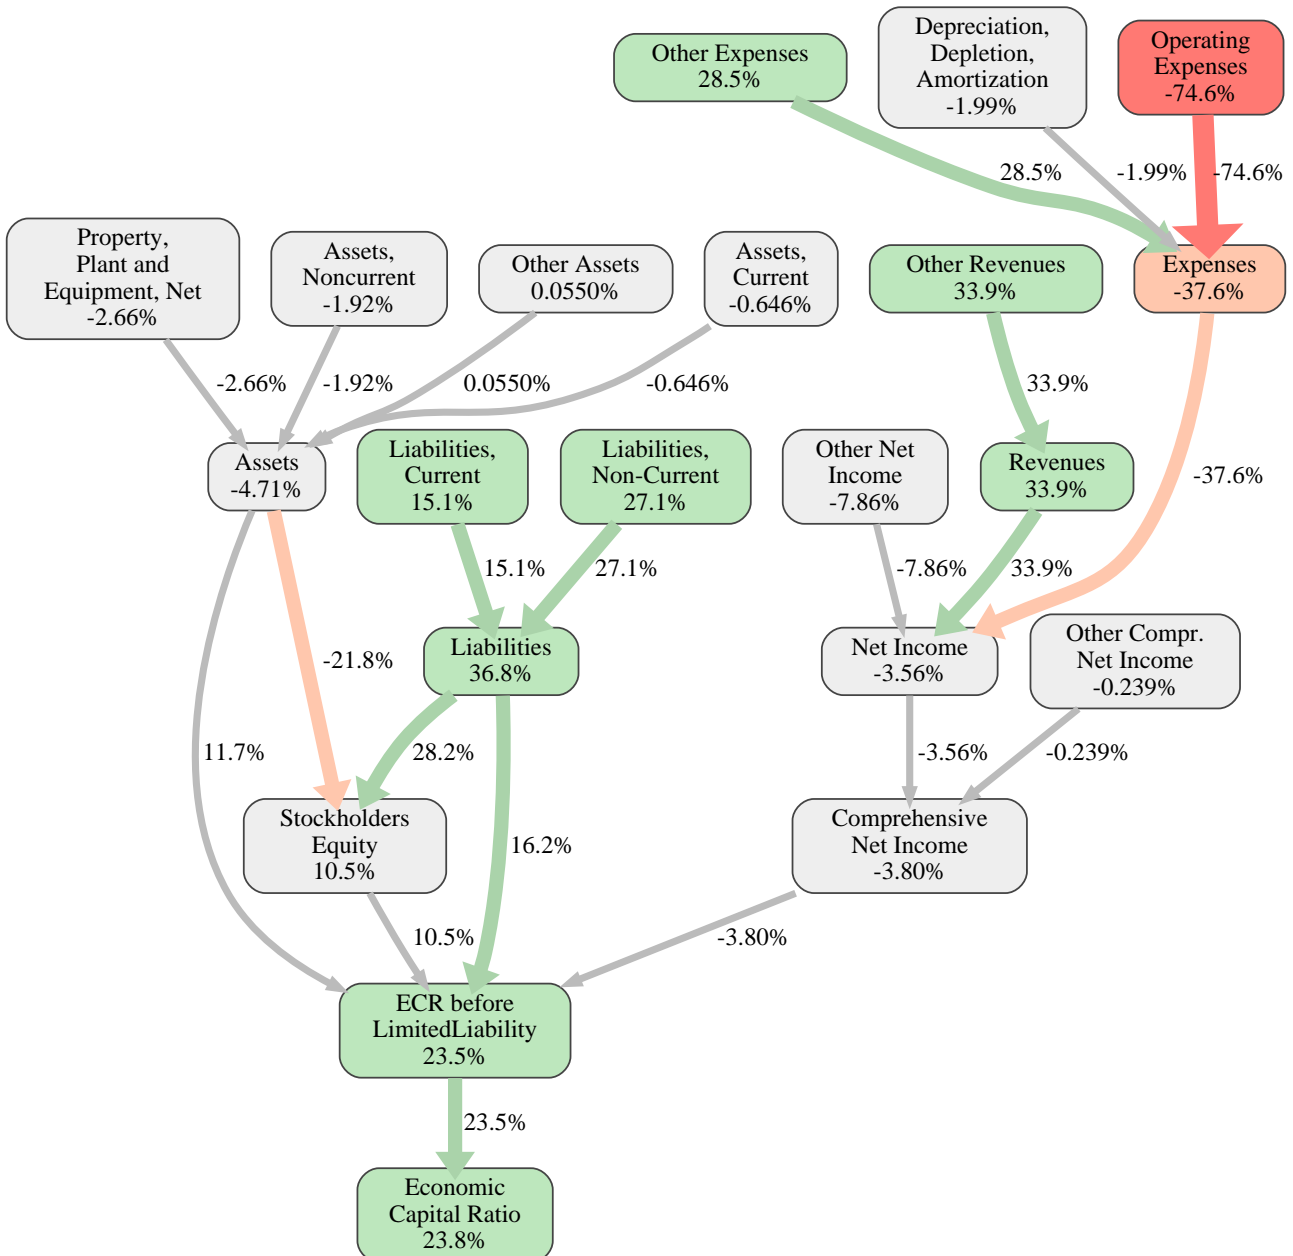 Other Expenses
28.5%
Depreciation,
Depletion,
Amortization
-1.99%
Operating
Expenses
-74.6%
28.5%
-1.99%
-74.6%
Property,
Plant and
Equipment, Net
-2.66%
Assets,
Noncurrent
-1.92%
Other Assets
0.0550%
Assets,
Current
-0.646%
Other Revenues
33.9%
Expenses
-37.6%
-2.66%
-1.92%
0.0550%
-0.646%
33.9%
Assets
-4.71%
Liabilities,
Current
15.1%
Liabilities,
Non-Current
27.1%
Other Net
Income
-7.86%
Revenues
33.9%
-37.6%
15.1%
27.1%
-7.86%
33.9%
-21.8%
Liabilities
36.8%
Net Income
-3.56%
Other Compr.
Net Income
-0.239%
11.7%
28.2%
-3.56%
-0.239%
Stockholders
Equity
10.5%
16.2%
Comprehensive
Net Income
-3.80%
10.5%
-3.80%
ECR before
LimitedLiability
23.5%
23.5%
Economic
Capital Ratio
23.8%